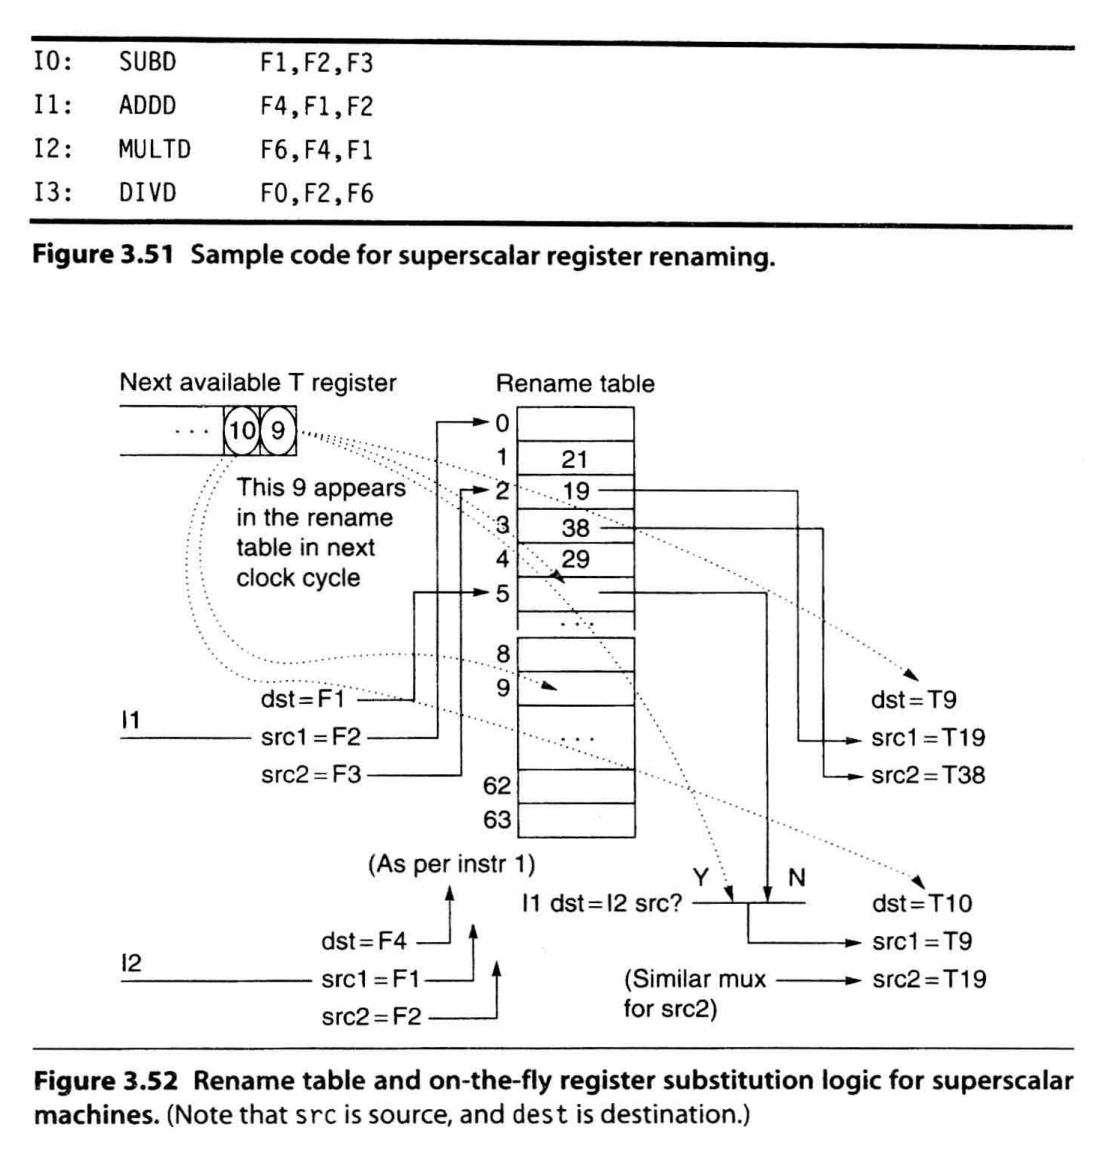 I0: SUBD F1,F2,F3
I1: ADDD F4,F1,F2
I2: MULTD F6,F4,F1
I3: DIVD F0,F2,F6
Figure 3.51 Sample code for superscalar register renaming.
Next available T register
Rename table
· · · 10 9
This 9 appears
in the rename
table in next
clock cycle
0
1 21
2 19
3 38
4 29
5
· · ·
8
9
· · ·
62
63
I1
dst=F1
src1=F2
src2=F3
dst=T9
src1=T19
src2=T38
(As per instr 1)
I2
dst=F4
src1=F1
src2=F2
Y N
I1 dst=I2 src?
(Similar mux
for src2)
dst=T10
src1=T9
src2=T19
Figure 3.52 Rename table and on-the-fly register substitution logic for superscalar
machines. (Note that src is source, and dest is destination.)